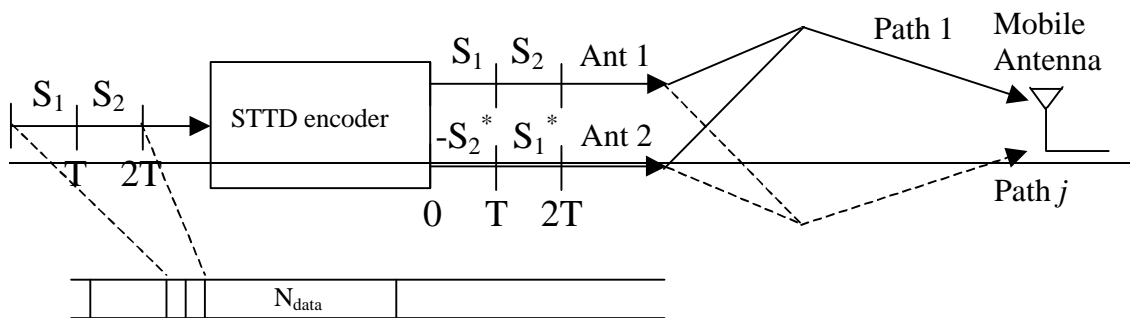 S₁ S₂ Ant 1 Path 1 Mobile
Antenna
S₁ S₂
STTD encoder
-S₂* S₁* Ant 2
T 2T
Path j
0 T 2T
N_data